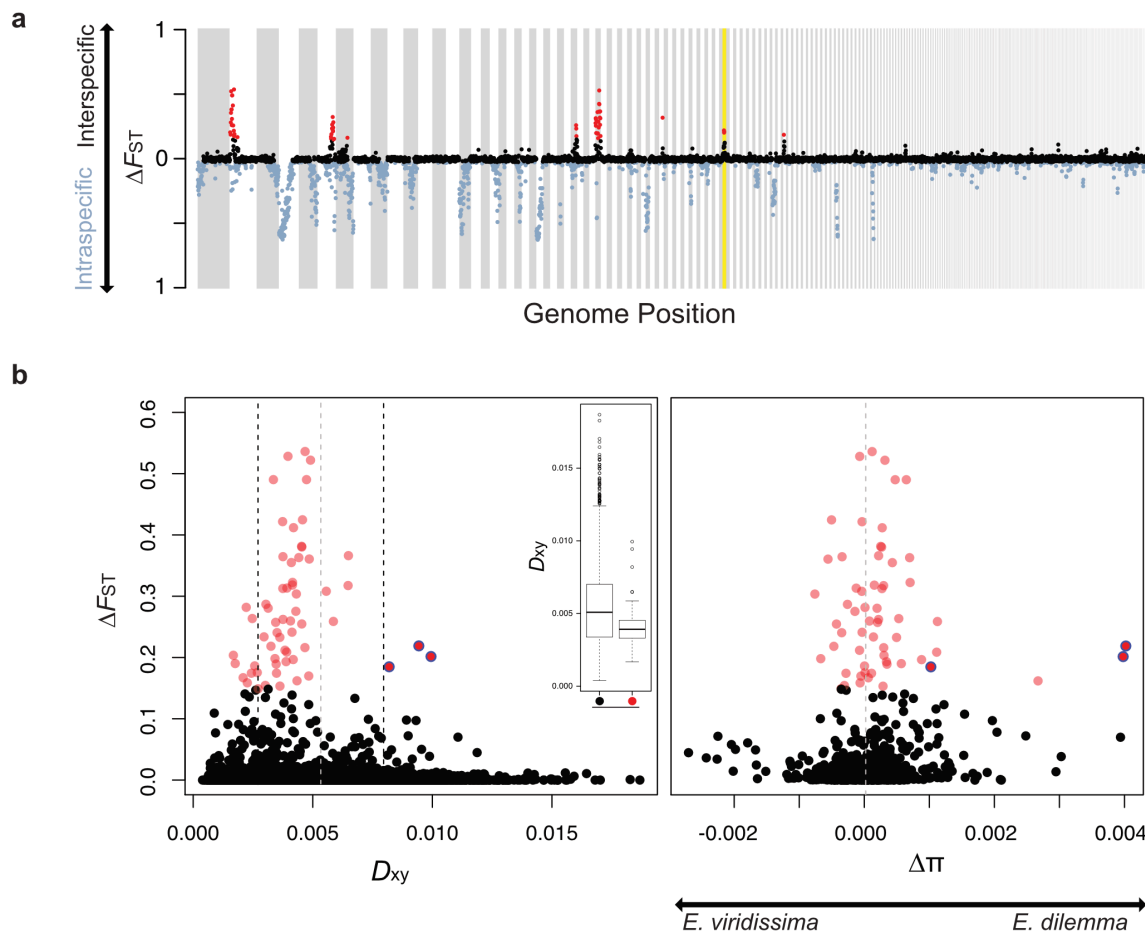 a
1
0
1
ΔFST
Interspecific
Intraspecific
Genome Position
b
0.6
0.5
0.4
0.3
0.2
0.1
0.0
ΔFST
0.000
0.005
0.010
0.015
Dxy
0.015
0.010
0.005
0.000
Dxy
-0.002
0.000
0.002
0.004
Δπ
E. viridissima
E. dilemma